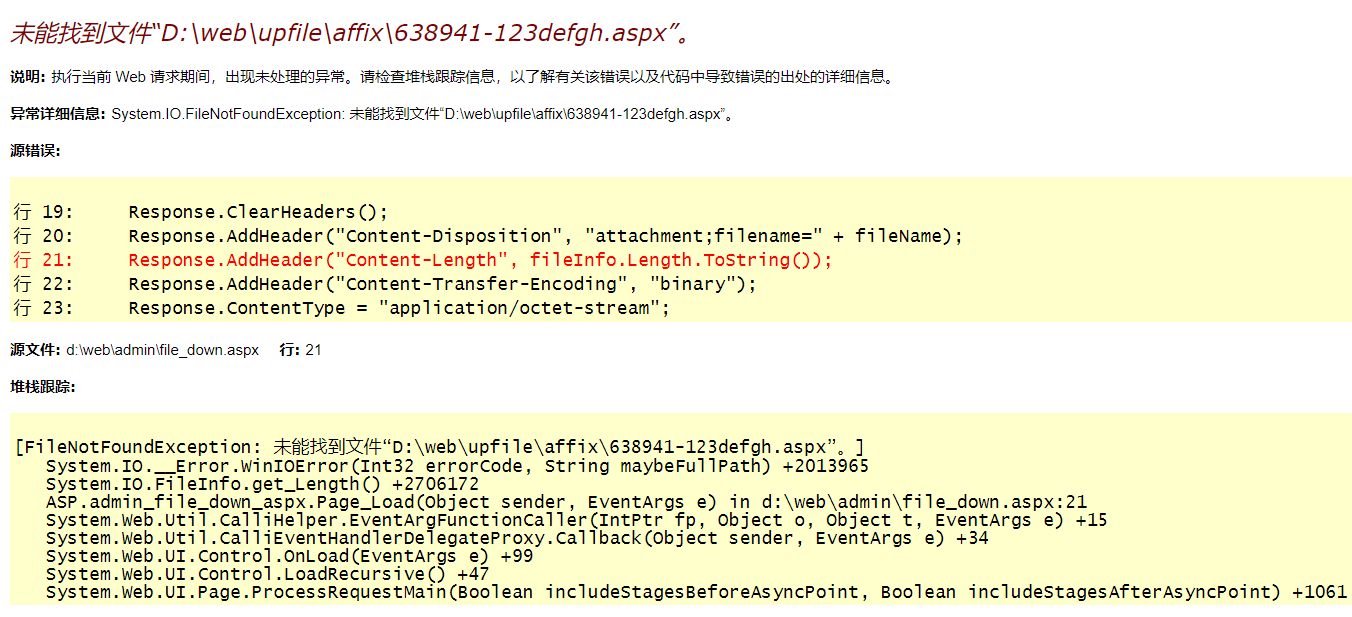 未能找到文件“D:\web\upfile\affix\638941-123defgh.aspx”。
说明: 执行当前 Web 请求期间，出现未处理的异常。请检查堆栈跟踪信息，以了解有关该错误以及代码中导致错误的出处的详细信息。
异常详细信息: System.IO.FileNotFoundException: 未能找到文件“D:\web\upfile\affix\638941-123defgh.aspx”。
源错误:
行 19:     Response.ClearHeaders();
行 20:     Response.AddHeader("Content-Disposition", "attachment;filename=" + fileName);
行 21:     Response.AddHeader("Content-Length", fileInfo.Length.ToString());
行 22:     Response.AddHeader("Content-Transfer-Encoding", "binary");
行 23:     Response.ContentType = "application/octet-stream";
源文件: d:\web\admin\file_down.aspx    行: 21
堆栈跟踪:
[FileNotFoundException: 未能找到文件“D:\web\upfile\affix\638941-123defgh.aspx”。]
   System.IO.__Error.WinIOError(Int32 errorCode, String maybeFullPath) +2013965
   System.IO.FileInfo.get_Length() +2706172
   ASP.admin_file_down_aspx.Page_Load(Object sender, EventArgs e) in d:\web\admin\file_down.aspx:21
   System.Web.Util.CalliHelper.EventArgFunctionCaller(IntPtr fp, Object o, Object t, EventArgs e) +15
   System.Web.Util.CalliEventHandlerDelegateProxy.Callback(Object sender, EventArgs e) +34
   System.Web.UI.Control.OnLoad(EventArgs e) +99
   System.Web.UI.Control.LoadRecursive() +47
   System.Web.UI.Page.ProcessRequestMain(Boolean includeStagesBeforeAsyncPoint, Boolean includeStagesAfterAsyncPoint) +1061